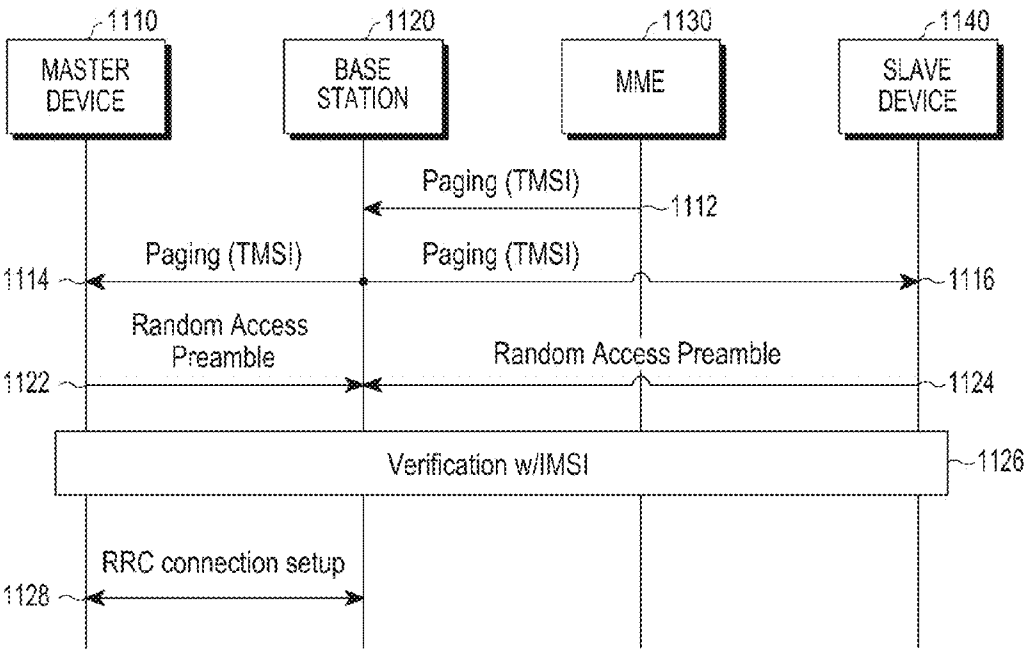 1110
1120
1130
1140
MASTER
DEVICE
BASE
STATION
MME
SLAVE
DEVICE
Paging (TMSI)
1112
Paging (TMSI)
Paging (TMSI)
1114
1116
Random Access
Preamble
Random Access Preamble
1122
1124
Verification w/IMSI
1126
RRC connection setup
1128